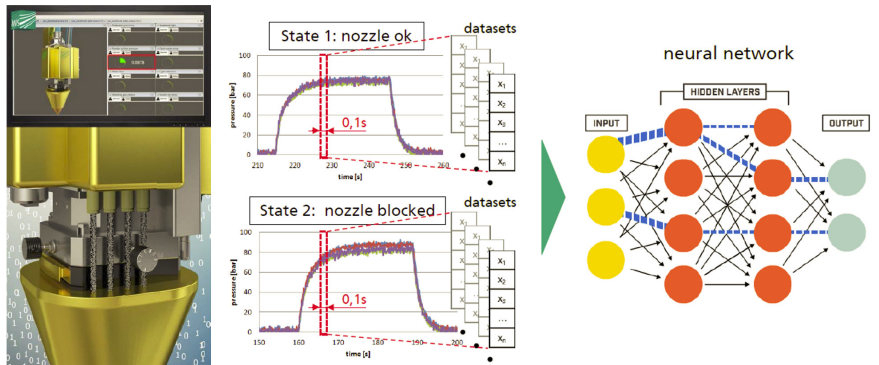 State 1: nozzle ok
datasets
pressure [bar]
100
80
60
40
20
0
0,1s
210
220
230
240
250
260
time [s]
x₁
x₂
x₃
...
xₙ
State 2:  nozzle blocked
datasets
pressure [bar]
100
80
60
40
20
0
0,1s
150
160
170
180
190
200
time [s]
x₁
x₂
x₃
...
xₙ
neural network
HIDDEN LAYERS
INPUT
OUTPUT